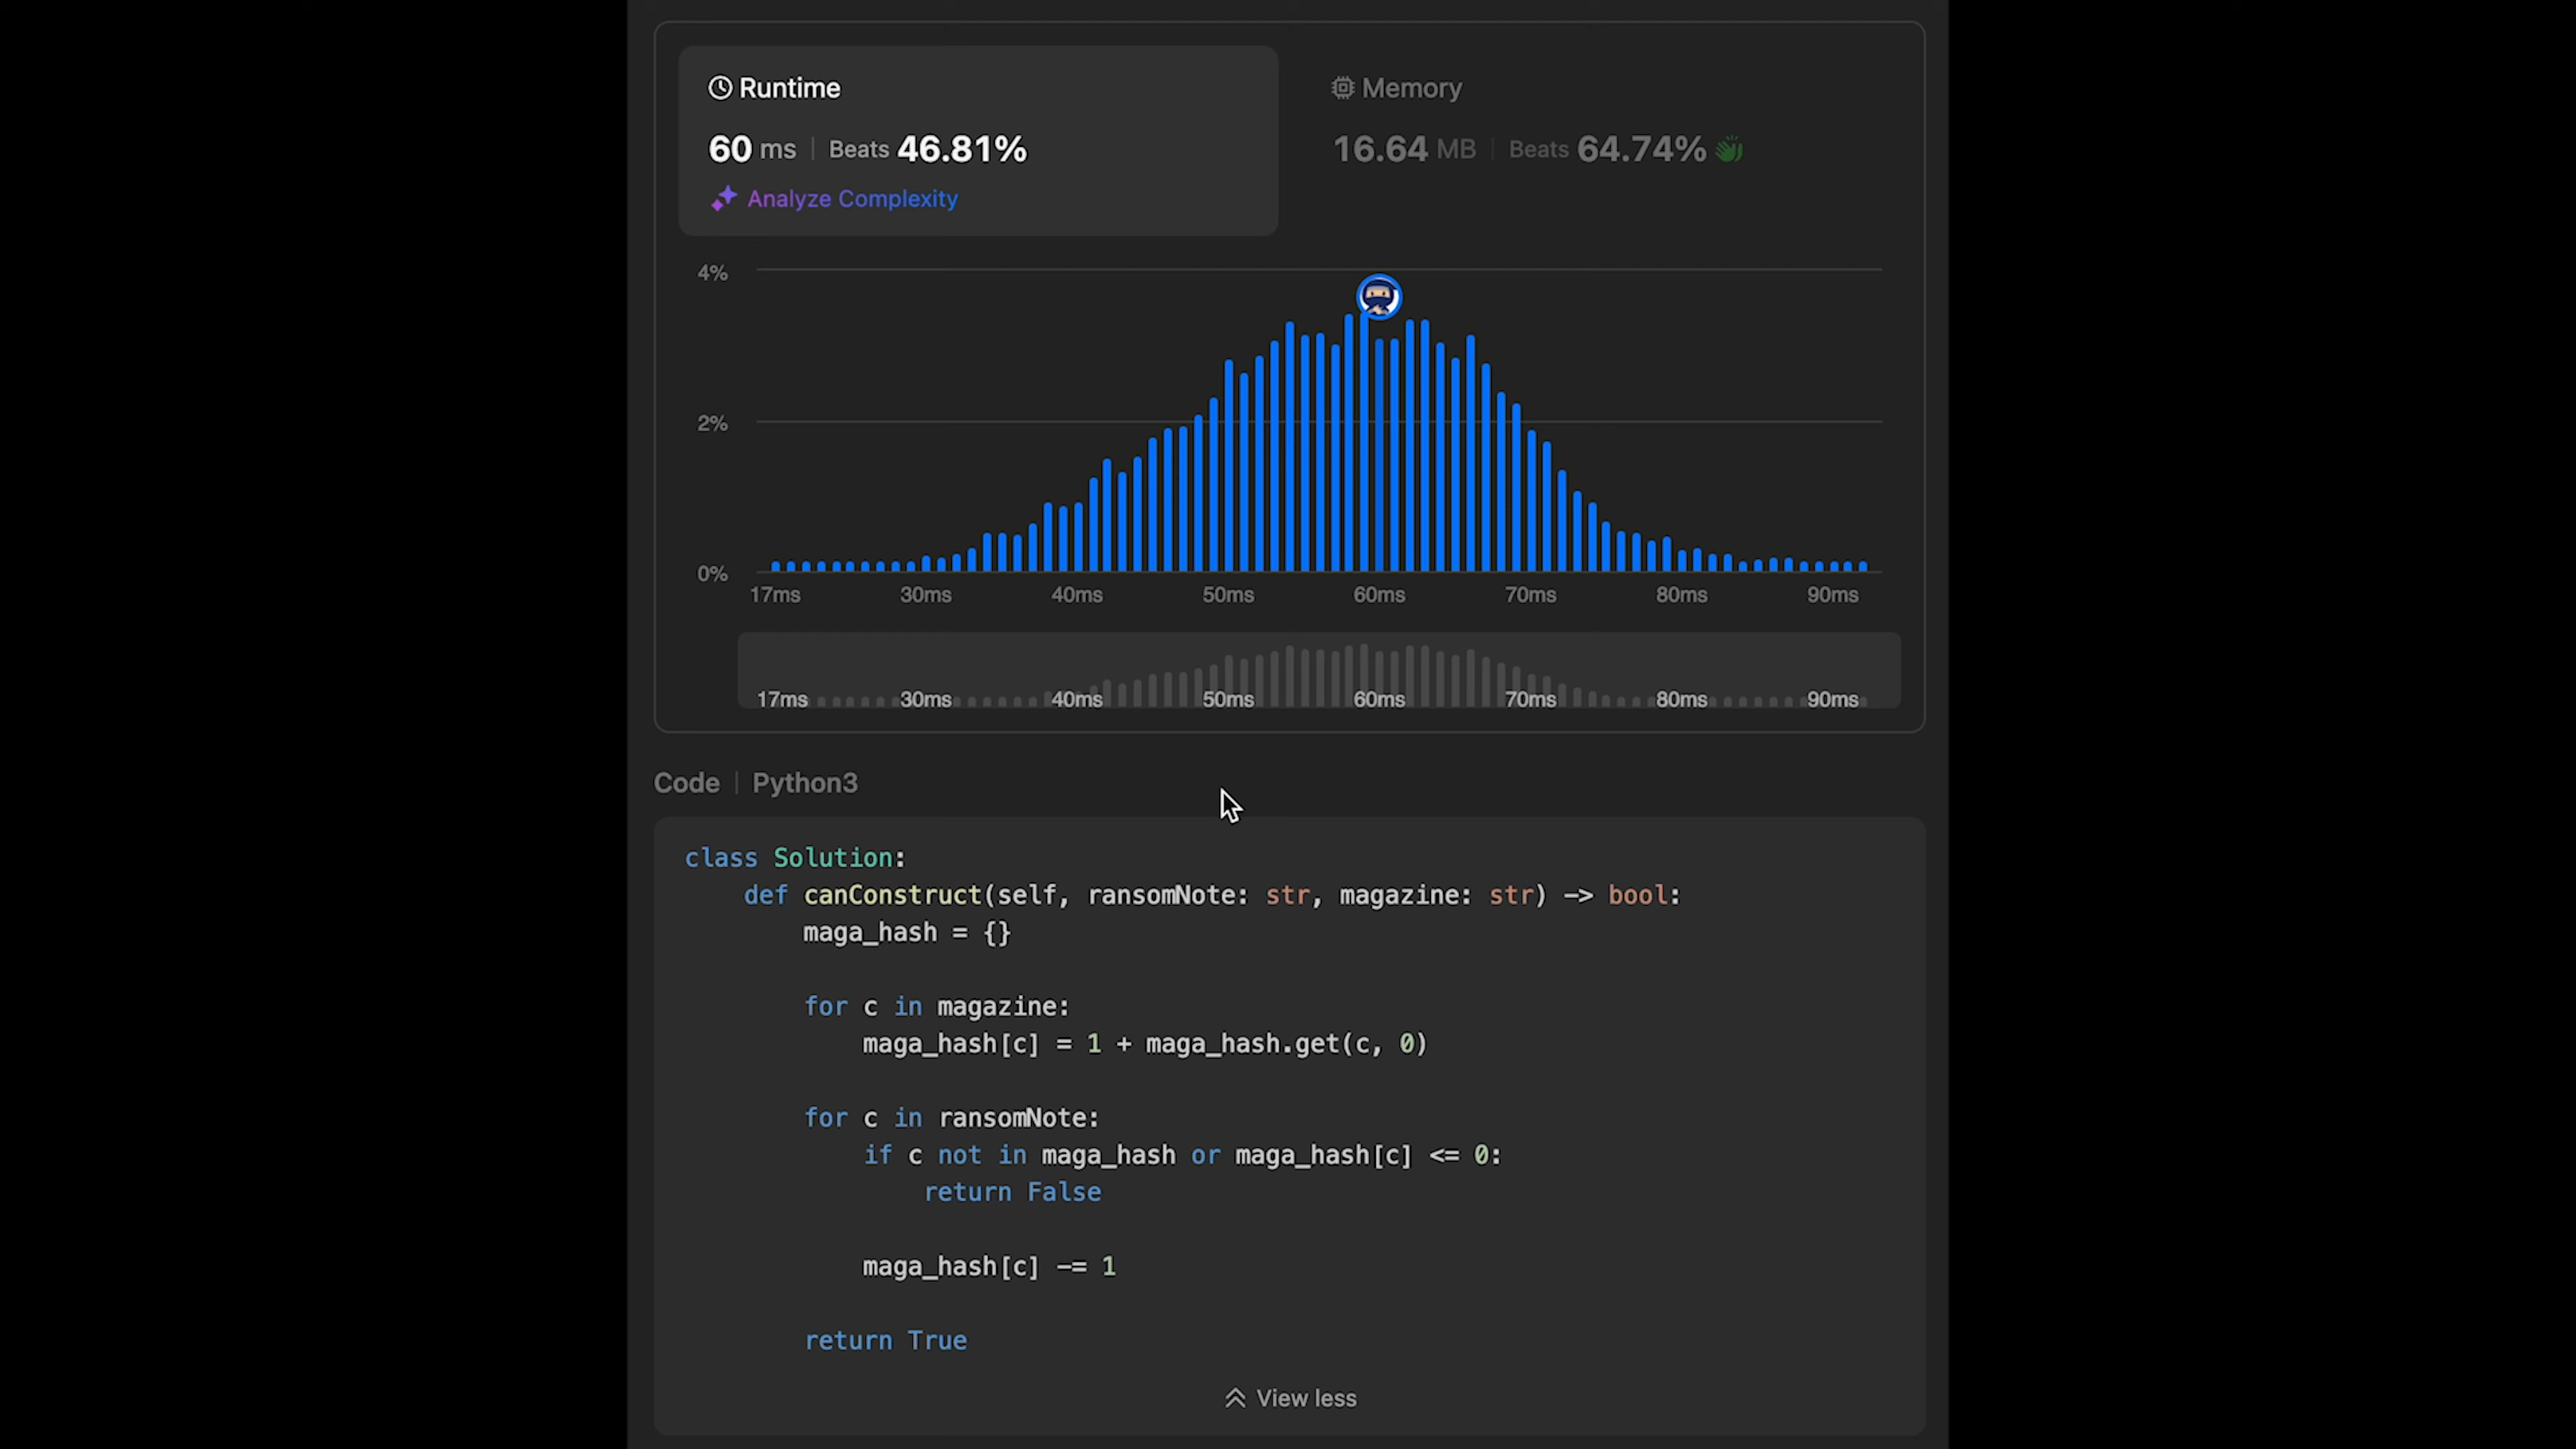 Runtime
60 ms | Beats 46.81%
Analyze Complexity
Memory
16.64 MB | Beats 64.74%
4%
2%
0%
17ms 30ms 40ms 50ms 60ms 70ms 80ms 90ms
17ms 30ms 40ms 50ms 60ms 70ms 80ms 90ms
Code | Python3
class Solution:
    def canConstruct(self, ransomNote: str, magazine: str) -> bool:
        maga_hash = {}
        for c in magazine:
            maga_hash[c] = 1 + maga_hash.get(c, 0)
        for c in ransomNote:
            if c not in maga_hash or maga_hash[c] <= 0:
                return False
            maga_hash[c] -= 1
        return True
View less